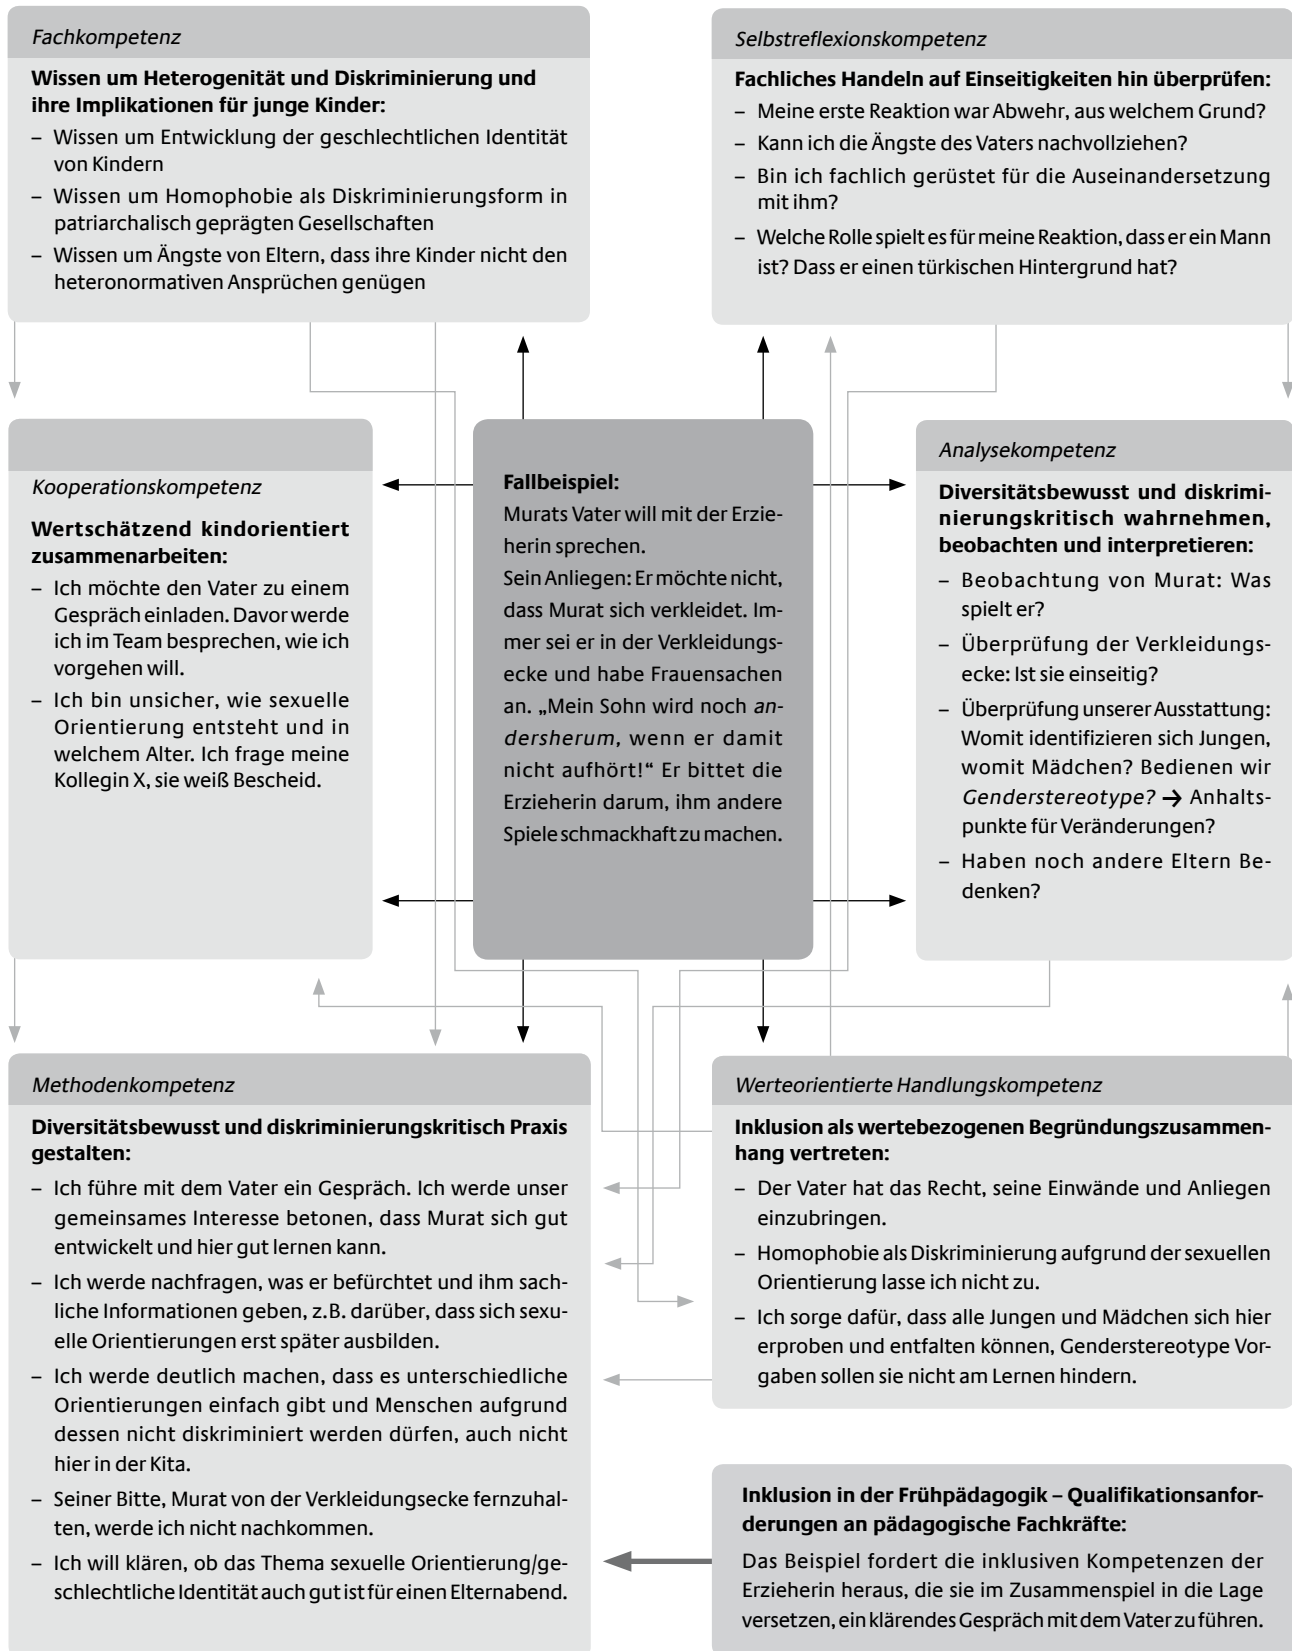 Fachkompetenz
Wissen um Heterogenität und Diskriminierung und
ihre Implikationen für junge Kinder:
– Wissen um Entwicklung der geschlechtlichen Identität
von Kindern
– Wissen um Homophobie als Diskriminierungsform in
patriarchalisch geprägten Gesellschaften
– Wissen um Ängste von Eltern, dass ihre Kinder nicht den
heteronormativen Ansprüchen genügen
Selbstreflexionskompetenz
Fachliches Handeln auf Einseitigkeiten hin überprüfen:
– Meine erste Reaktion war Abwehr, aus welchem Grund?
– Kann ich die Ängste des Vaters nachvollziehen?
– Bin ich fachlich gerüstet für die Auseinandersetzung
mit ihm?
– Welche Rolle spielt es für meine Reaktion, dass er ein Mann
ist? Dass er einen türkischen Hintergrund hat?
Kooperationskompetenz
Wertschätzend kindorientiert
zusammenarbeiten:
– Ich möchte den Vater zu einem
Gespräch einladen. Davor werde
ich im Team besprechen, wie ich
vorgehen will.
– Ich bin unsicher, wie sexuelle
Orientierung entsteht und in
welchem Alter. Ich frage meine
Kollegin X, sie weiß Bescheid.
Fallbeispiel:
Murats Vater will mit der Erzie-
herin sprechen.
Sein Anliegen: Er möchte nicht,
dass Murat sich verkleidet. Im-
mer sei er in der Verkleidungs-
ecke und habe Frauensachen
an. „Mein Sohn wird noch an-
dersherum, wenn er damit
nicht aufhört!“ Er bittet die
Erzieherin darum, ihm andere
Spiele schmackhaft zu machen.
Analysekompetenz
Diversitätsbewusst und diskrimi-
nierungskritisch wahrnehmen,
beobachten und interpretieren:
– Beobachtung von Murat: Was
spielt er?
– Überprüfung der Verkleidungs-
ecke: Ist sie einseitig?
– Überprüfung unserer Ausstattung:
Womit identifizieren sich Jungen,
womit Mädchen? Bedienen wir
Genderstereotype? → Anhalts-
punkte für Veränderungen?
– Haben noch andere Eltern Be-
denken?
Methodenkompetenz
Diversitätsbewusst und diskriminierungskritisch Praxis
gestalten:
– Ich führe mit dem Vater ein Gespräch. Ich werde unser
gemeinsames Interesse betonen, dass Murat sich gut
entwickelt und hier gut lernen kann.
– Ich werde nachfragen, was er befürchtet und ihm sach-
liche Informationen geben, z.B. darüber, dass sich sexu-
elle Orientierungen erst später ausbilden.
– Ich werde deutlich machen, dass es unterschiedliche
Orientierungen einfach gibt und Menschen aufgrund
dessen nicht diskriminiert werden dürfen, auch nicht
hier in der Kita.
– Seiner Bitte, Murat von der Verkleidungsecke fernzuhal-
ten, werde ich nicht nachkommen.
– Ich will klären, ob das Thema sexuelle Orientierung/ge-
schlechtliche Identität auch gut ist für einen Elternabend.
Werteorientierte Handlungskompetenz
Inklusion als wertebezogenen Begründungszusammen-
hang vertreten:
– Der Vater hat das Recht, seine Einwände und Anliegen
einzubringen.
– Homophobie als Diskriminierung aufgrund der sexuellen
Orientierung lasse ich nicht zu.
– Ich sorge dafür, dass alle Jungen und Mädchen sich hier
erproben und entfalten können, Genderstereotype Vor-
gaben sollen sie nicht am Lernen hindern.
Inklusion in der Frühpädagogik – Qualifikationsanfor-
derungen an pädagogische Fachkräfte:
Das Beispiel fordert die inklusiven Kompetenzen der
Erzieherin heraus, die sie im Zusammenspiel in die Lage
versetzen, ein klärendes Gespräch mit dem Vater zu führen.